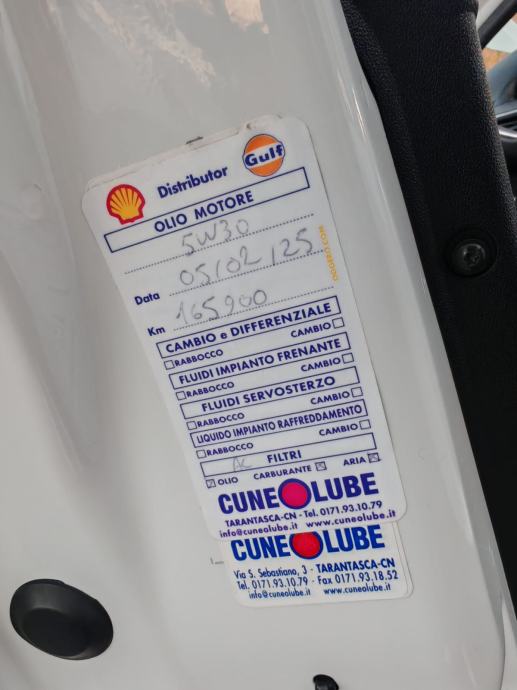 Distributor Gulf
OLIO MOTORE
5W30
Data 05/02/25
Km 165900
CAMBIO e DIFFERENZIALE
RABBOCCO CAMBIO
FLUIDI IMPIANTO FRENANTE
RABBOCCO CAMBIO
FLUIDI SERVOSTERZO
RABBOCCO CAMBIO
LIQUIDO IMPIANTO RAFFREDDAMENTO
RABBOCCO CAMBIO
FILTRI
AC
OLIO CARBURANTE ARIA
CUNEOLUBE
TARANTASCA-CN - Tel. 0171.93.10.79
info@cuneolube.it www.cuneolube.it
CUNEOLUBE
Via S. Sebastiano, 3 - TARANTASCA-CN
Tel. 0171.93.10.79 - Fax 0171.93.18.52
info@cuneolube.it www.cuneolube.it